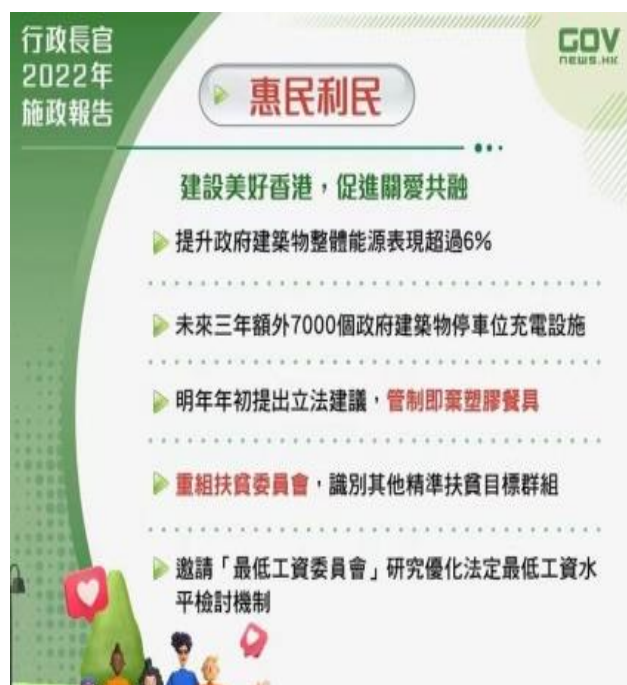 行政長官
2022年
施政報告
GOV
NEWS.HK
惠民利民
建設美好香港，促進關愛共融
提升政府建築物整體能源表現超過6%
未來三年額外7000個政府建築物停車位充電設施
明年年初提出立法建議，管制即棄塑膠餐具
重組扶貧委員會，識別其他精準扶貧目標群組
邀請「最低工資委員會」研究優化法定最低工資水
平檢討機制